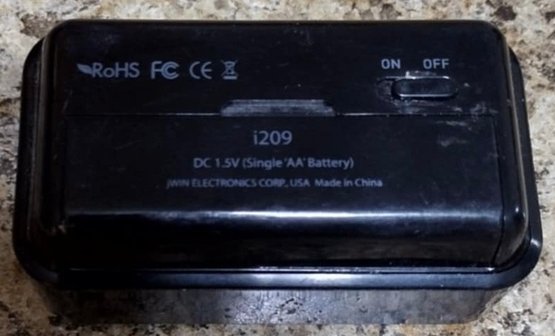 RoHS FC CE
ON OFF
i209
DC 1.5V (Single 'AA' Battery)
jWIN ELECTRONICS CORP., USA Made in China